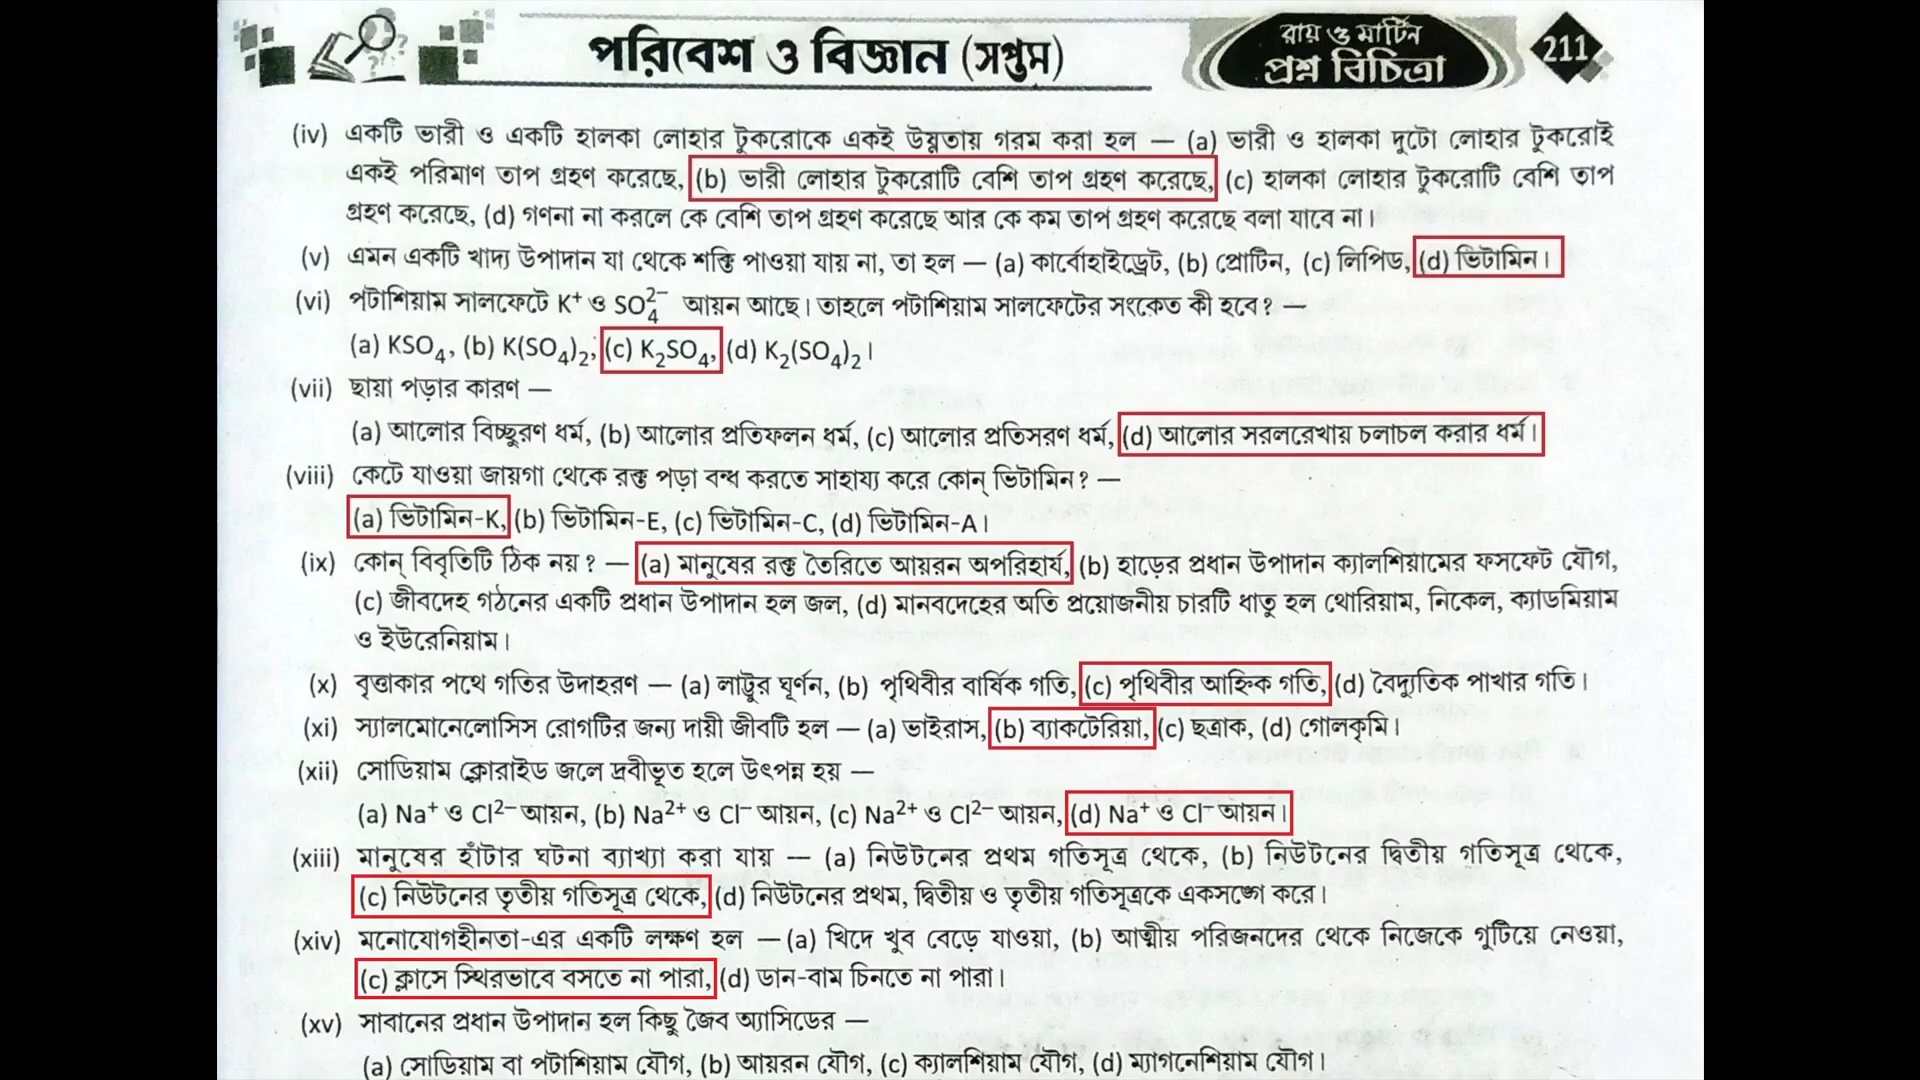 পরিবেশ ও বিজ্ঞান (সপ্তম)
রায় ও মার্টিন
প্রশ্ন বিচিত্রা
211
(iv) একটি ভারী ও একটি হালকা লোহার টুকরোকে একই উষ্ণতায় গরম করা হল — (a) ভারী ও হালকা দুটো লোহার টুকরোই
একই পরিমাণ তাপ গ্রহণ করেছে, (b) ভারী লোহার টুকরোটি বেশি তাপ গ্রহণ করেছে, (c) হালকা লোহার টুকরোটি বেশি তাপ
গ্রহণ করেছে, (d) গণনা না করলে কে বেশি তাপ গ্রহণ করেছে আর কে কম তাপ গ্রহণ করেছে বলা যাবে না।
(v) এমন একটি খাদ্য উপাদান যা থেকে শক্তি পাওয়া যায় না, তা হল — (a) কার্বোহাইড্রেট, (b) প্রোটিন, (c) লিপিড, (d) ভিটামিন।
(vi) পটাশিয়াম সালফেটে K⁺ ও SO₄²⁻ আয়ন আছে। তাহলে পটাশিয়াম সালফেটের সংকেত কী হবে? —
(a) KSO₄, (b) K(SO₄)₂, (c) K₂SO₄, (d) K₂(SO₄)₂।
(vii) ছায়া পড়ার কারণ —
(a) আলোর বিচ্ছুরণ ধর্ম, (b) আলোর প্রতিফলন ধর্ম, (c) আলোর প্রতিসরণ ধর্ম, (d) আলোর সরলরেখায় চলাচল করার ধর্ম।
(viii) কেটে যাওয়া জায়গা থেকে রক্ত পড়া বন্ধ করতে সাহায্য করে কোন্ ভিটামিন? —
(a) ভিটামিন-K, (b) ভিটামিন-E, (c) ভিটামিন-C, (d) ভিটামিন-A।
(ix) কোন্ বিবৃতিটি ঠিক নয়? — (a) মানুষের রক্ত তৈরিতে আয়রন অপরিহার্য, (b) হাড়ের প্রধান উপাদান ক্যালশিয়ামের ফসফেট যৌগ,
(c) জীবদেহ গঠনের একটি প্রধান উপাদান হল জল, (d) মানবদেহের অতি প্রয়োজনীয় চারটি ধাতু হল থোরিয়াম, নিকেল, ক্যাডমিয়াম
ও ইউরেনিয়াম।
(x) বৃত্তাকার পথে গতির উদাহরণ — (a) লাট্টুর ঘূর্ণন, (b) পৃথিবীর বার্ষিক গতি, (c) পৃথিবীর আহ্নিক গতি, (d) বৈদ্যুতিক পাখার গতি।
(xi) স্যালমোনেলোসিস রোগটির জন্য দায়ী জীবটি হল — (a) ভাইরাস, (b) ব্যাকটেরিয়া, (c) ছত্রাক, (d) গোলকৃমি।
(xii) সোডিয়াম ক্লোরাইড জলে দ্রবীভূত হলে উৎপন্ন হয় —
(a) Na⁺ ও Cl²⁻ আয়ন, (b) Na²⁺ ও Cl⁻ আয়ন, (c) Na²⁺ ও Cl²⁻ আয়ন, (d) Na⁺ ও Cl⁻ আয়ন।
(xiii) মানুষের হাঁটার ঘটনা ব্যাখ্যা করা যায় — (a) নিউটনের প্রথম গতিসূত্র থেকে, (b) নিউটনের দ্বিতীয় গতিসূত্র থেকে,
(c) নিউটনের তৃতীয় গতিসূত্র থেকে, (d) নিউটনের প্রথম, দ্বিতীয় ও তৃতীয় গতিসূত্রকে একসঙ্গে করে।
(xiv) মনোযোগহীনতা-এর একটি লক্ষণ হল — (a) খিদে খুব বেড়ে যাওয়া, (b) আত্মীয় পরিজনদের থেকে নিজেকে গুটিয়ে নেওয়া,
(c) ক্লাসে স্থিরভাবে বসতে না পারা, (d) ডান-বাম চিনতে না পারা।
(xv) সাবানের প্রধান উপাদান হল কিছু জৈব অ্যাসিডের —
(a) সোডিয়াম বা পটাশিয়াম যৌগ, (b) আয়রন যৌগ, (c) ক্যালশিয়াম যৌগ, (d) ম্যাগনেশিয়াম যৌগ।